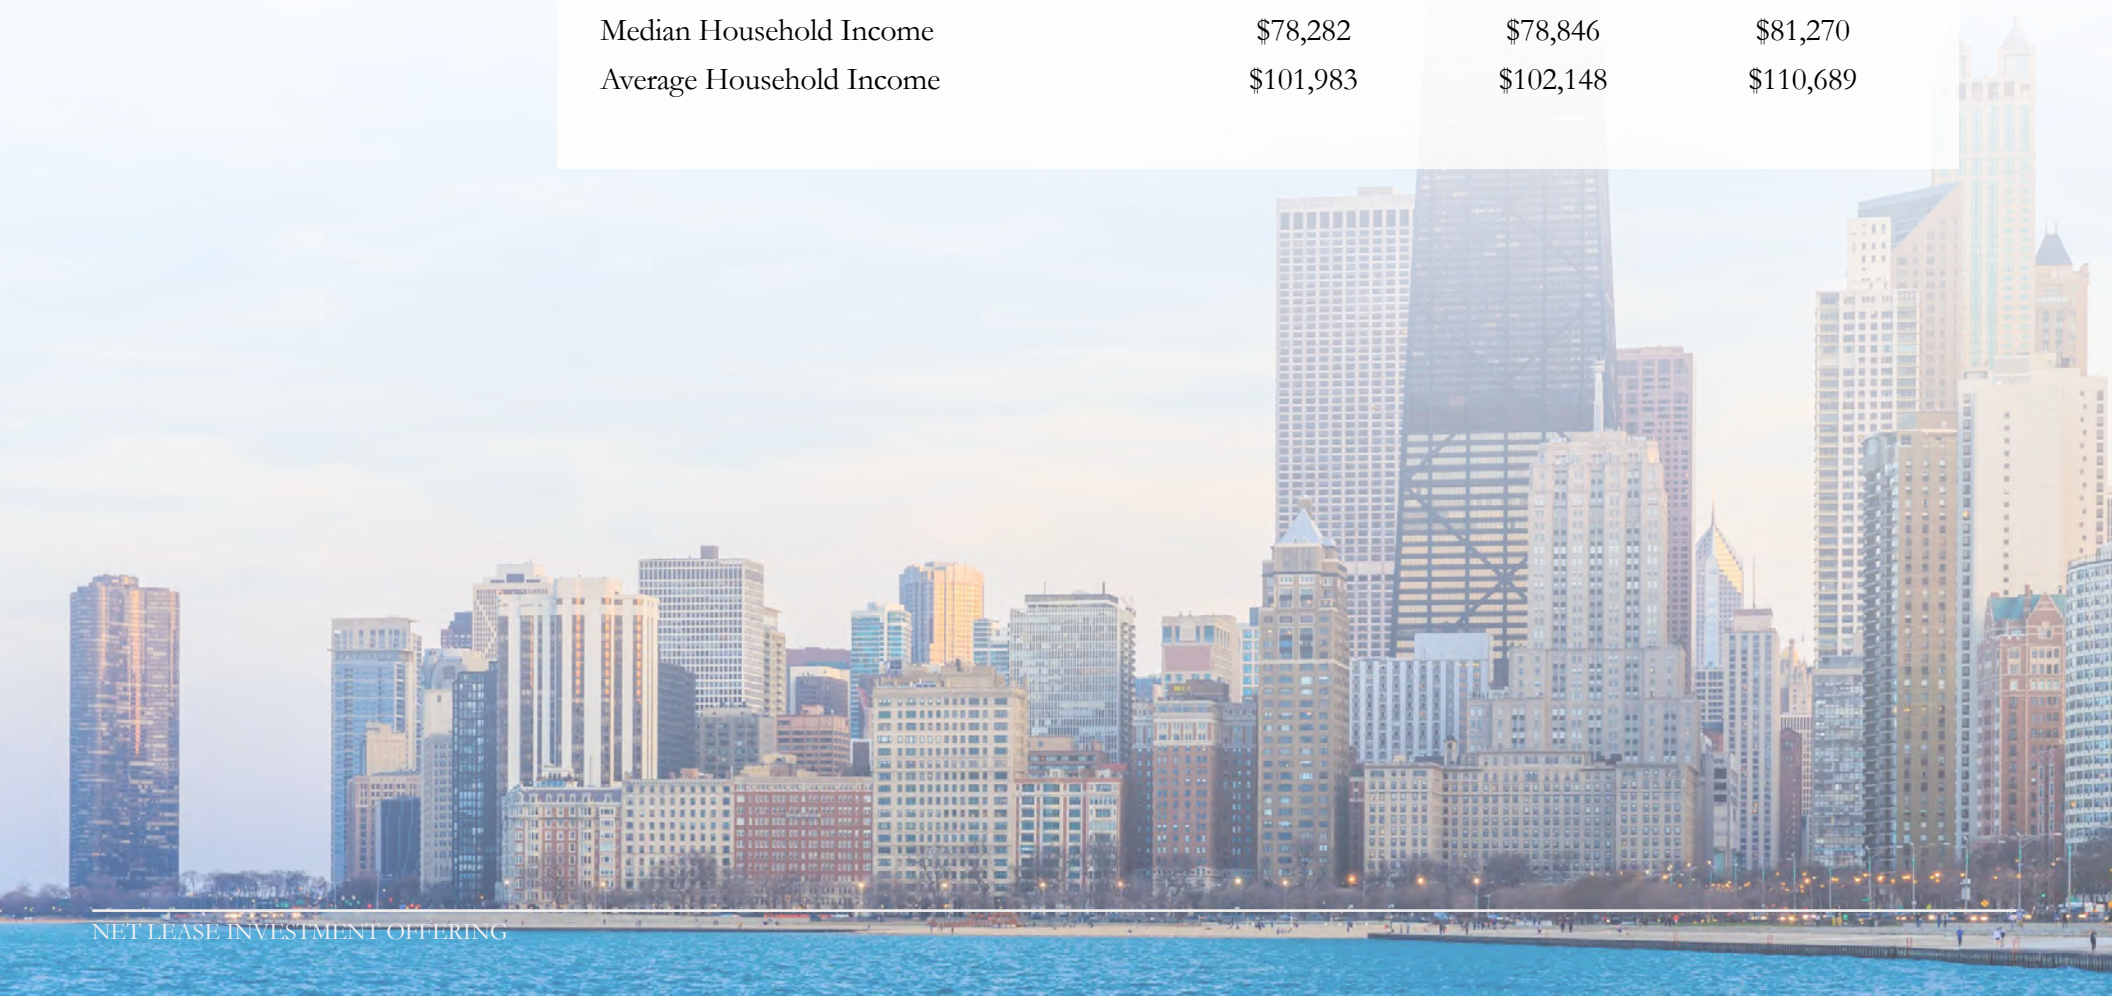 Median Household Income $78,282 $78,846 $81,270
Average Household Income $101,983 $102,148 $110,689
NET LEASE INVESTMENT OFFERING